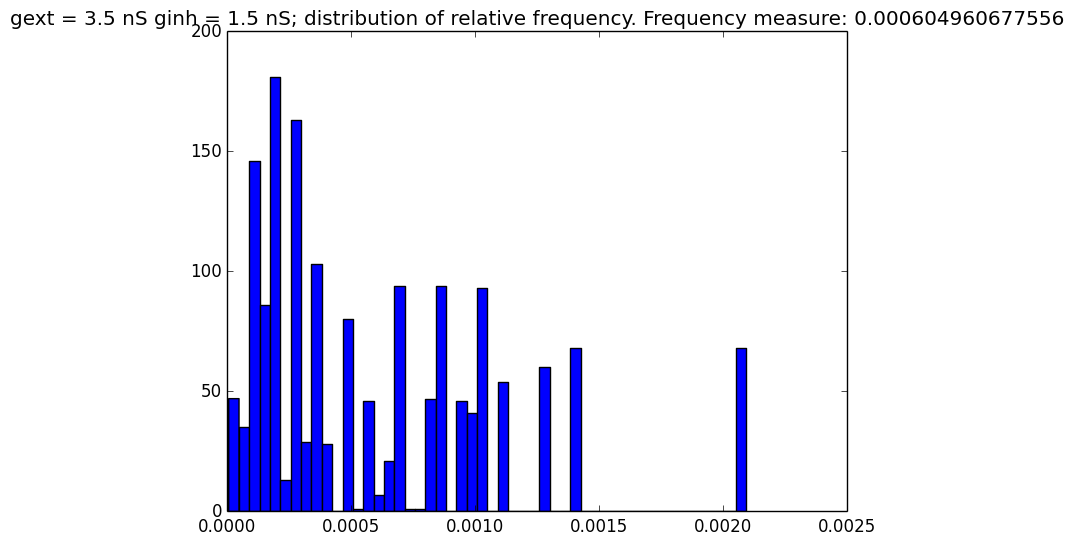 gext = 3.5 nS ginh = 1.5 nS; distribution of relative frequency. Frequency measure: 0.000604960677556
200
150
100
50
0
0.0000 0.0005 0.0010 0.0015 0.0020 0.0025